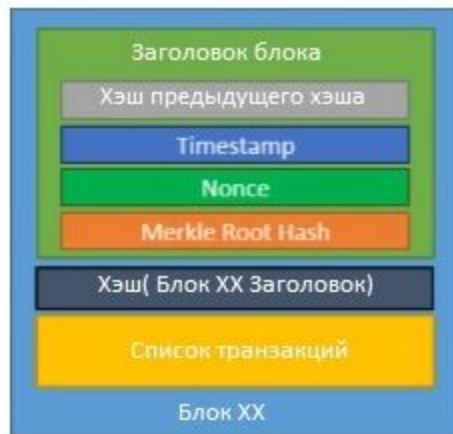 Заголовок блока
Хэш предыдущего хэша
Timestamp
Nonce
Merkle Root Hash
Хэш( Блок XX Заголовок)
Список транзакций
Блок XX